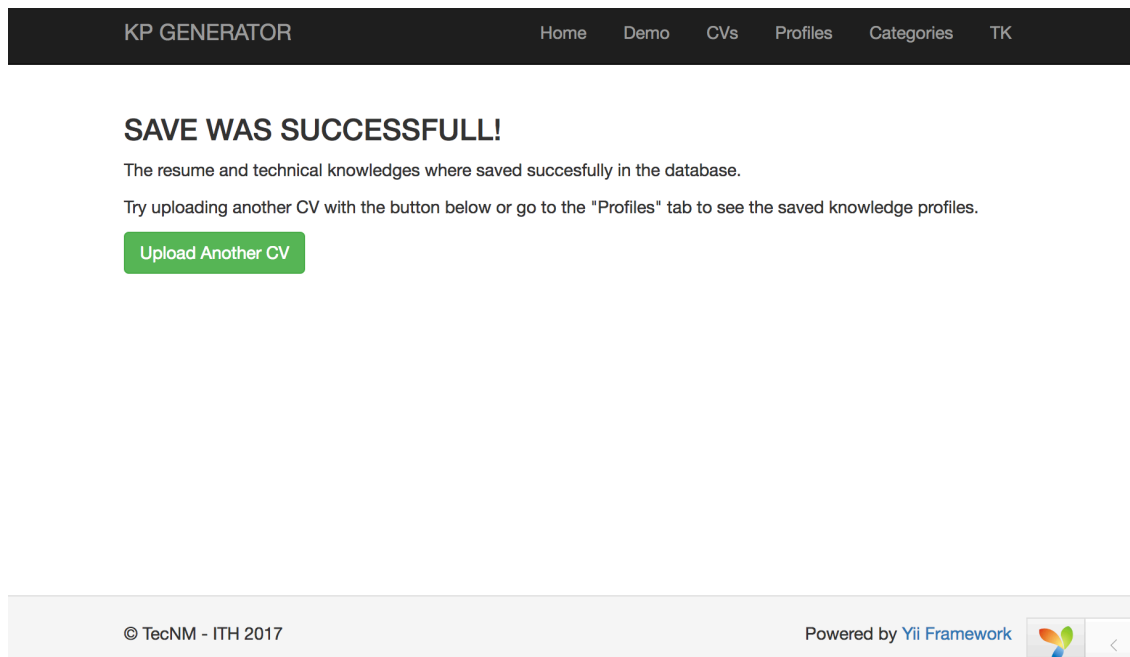 KP GENERATOR
Home Demo CVs Profiles Categories TK
SAVE WAS SUCCESSFULL!
The resume and technical knowledges where saved succesfully in the database.
Try uploading another CV with the button below or go to the "Profiles" tab to see the saved knowledge profiles.
Upload Another CV
© TecNM - ITH 2017
Powered by Yii Framework